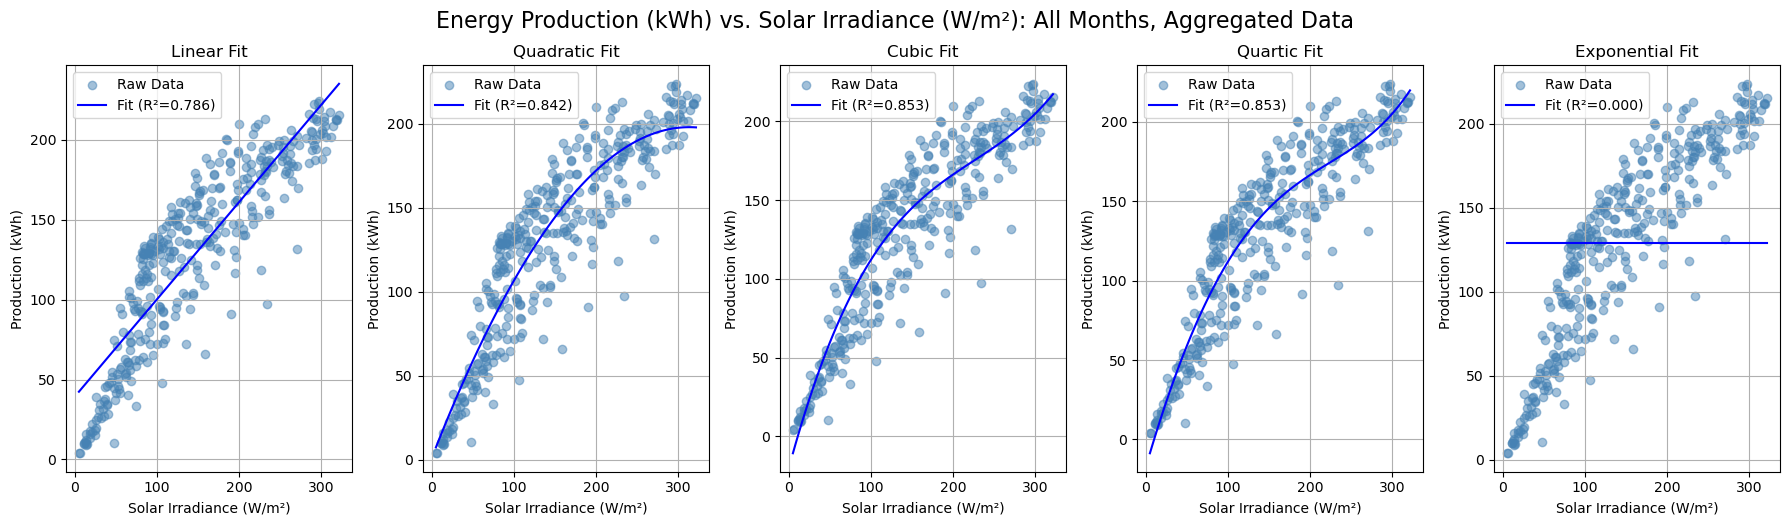 Energy Production (kWh) vs. Solar Irradiance (W/m²): All Months, Aggregated Data
Linear Fit
Raw Data
Fit (R²=0.786)
200
150
100
50
0
Production (kWh)
0 100 200 300
Solar Irradiance (W/m²)
Quadratic Fit
Raw Data
Fit (R²=0.842)
200
150
100
50
0
Production (kWh)
0 100 200 300
Solar Irradiance (W/m²)
Cubic Fit
Raw Data
Fit (R²=0.853)
200
150
100
50
0
Production (kWh)
0 100 200 300
Solar Irradiance (W/m²)
Quartic Fit
Raw Data
Fit (R²=0.853)
200
150
100
50
0
Production (kWh)
0 100 200 300
Solar Irradiance (W/m²)
Exponential Fit
Raw Data
Fit (R²=0.000)
200
150
100
50
0
Production (kWh)
0 100 200 300
Solar Irradiance (W/m²)